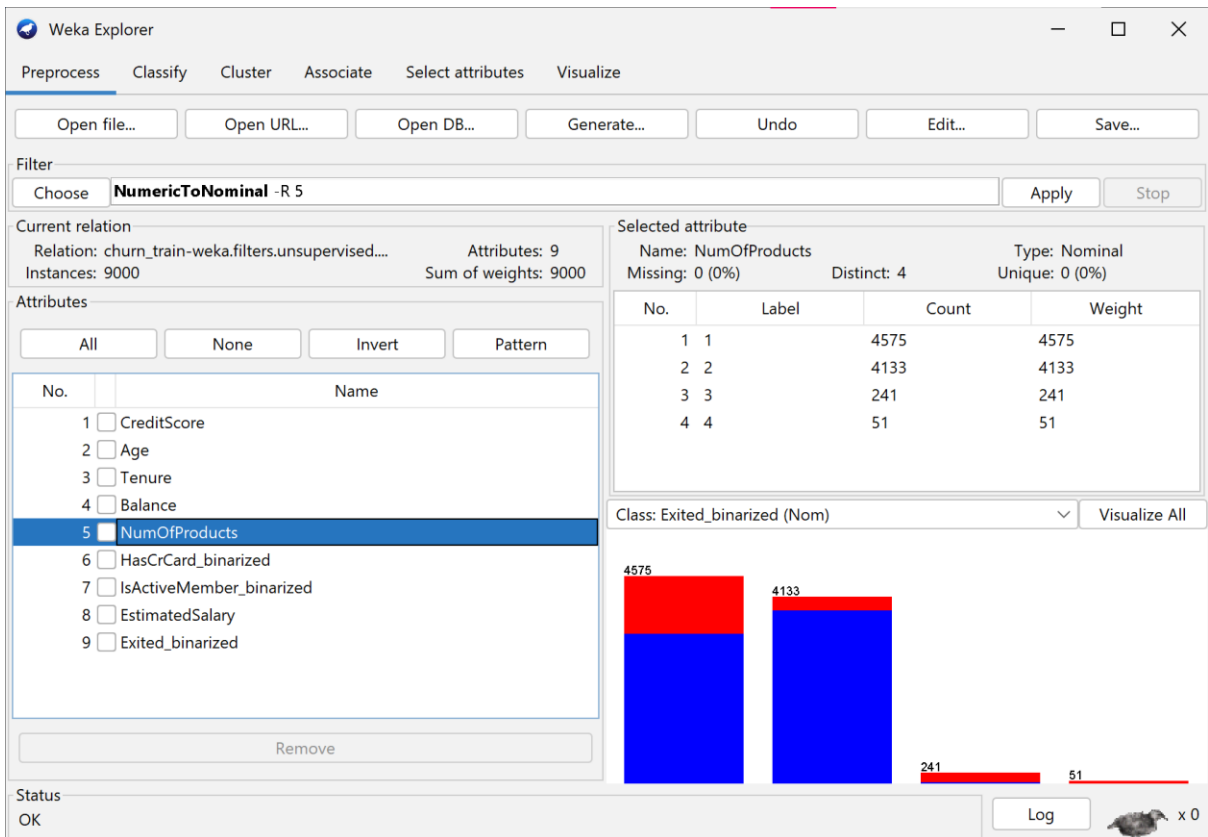 Weka Explorer
Preprocess Classify Cluster Associate Select attributes Visualize
Open file... Open URL... Open DB... Generate... Undo Edit... Save...
Filter
Choose NumericToNominal -R 5 Apply Stop
Current relation
Relation: churn_train-weka.filters.unsupervised.... Attributes: 9
Instances: 9000 Sum of weights: 9000
Attributes
All None Invert Pattern
No. Name
1 CreditScore
2 Age
3 Tenure
4 Balance
5 NumOfProducts
6 HasCrCard_binarized
7 IsActiveMember_binarized
8 EstimatedSalary
9 Exited_binarized
Remove
Selected attribute
Name: NumOfProducts Type: Nominal
Missing: 0 (0%) Distinct: 4 Unique: 0 (0%)
No. Label Count Weight
1 1 4575 4575
2 2 4133 4133
3 3 241 241
4 4 51 51
Class: Exited_binarized (Nom) Visualize All
4575
4133
241
51
Status
OK
Log x 0